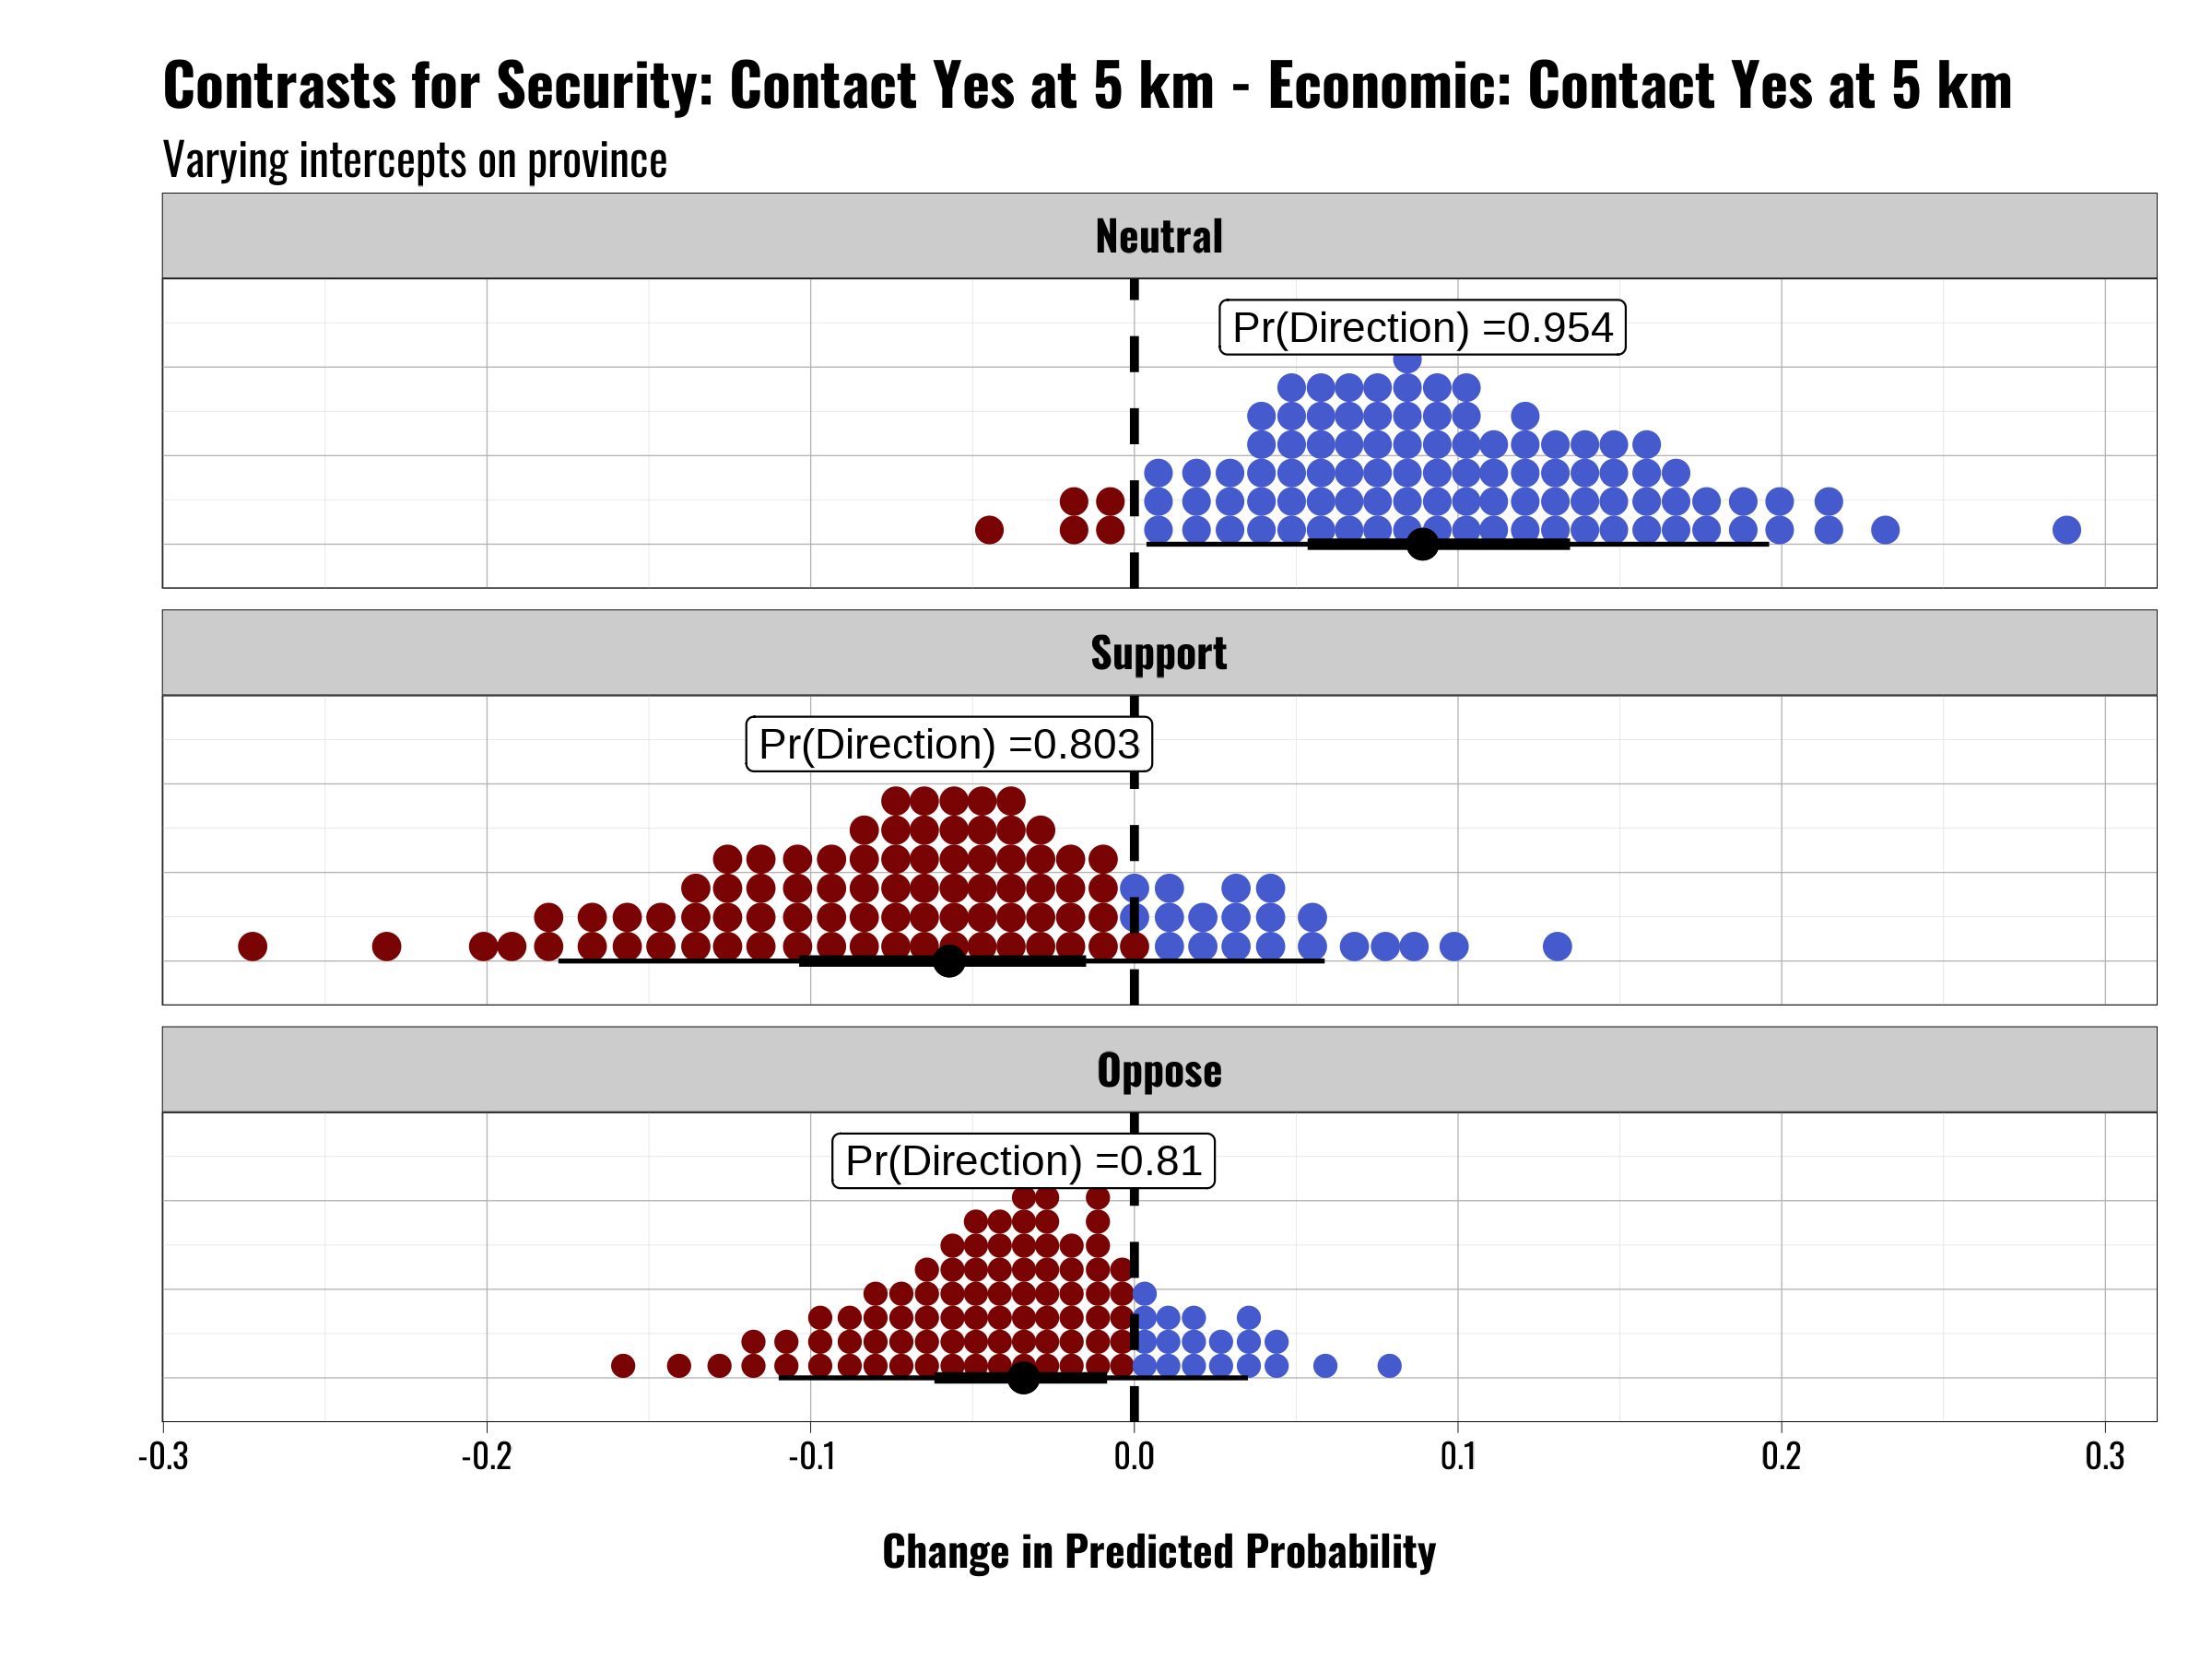 Contrasts for Security: Contact Yes at 5 km - Economic: Contact Yes at 5 km
Varying intercepts on province
Neutral
Pr(Direction) =0.954
Support
Pr(Direction) =0.803
Oppose
Pr(Direction) =0.81
-0.3 -0.2 -0.1 0.0 0.1 0.2 0.3
Change in Predicted Probability